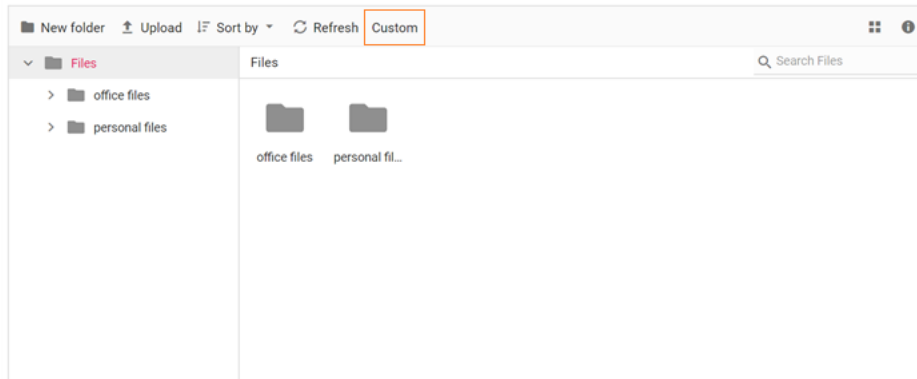 New folder Upload Sort by Refresh Custom
Files Files Search Files
office files
personal files
office files personal fil...